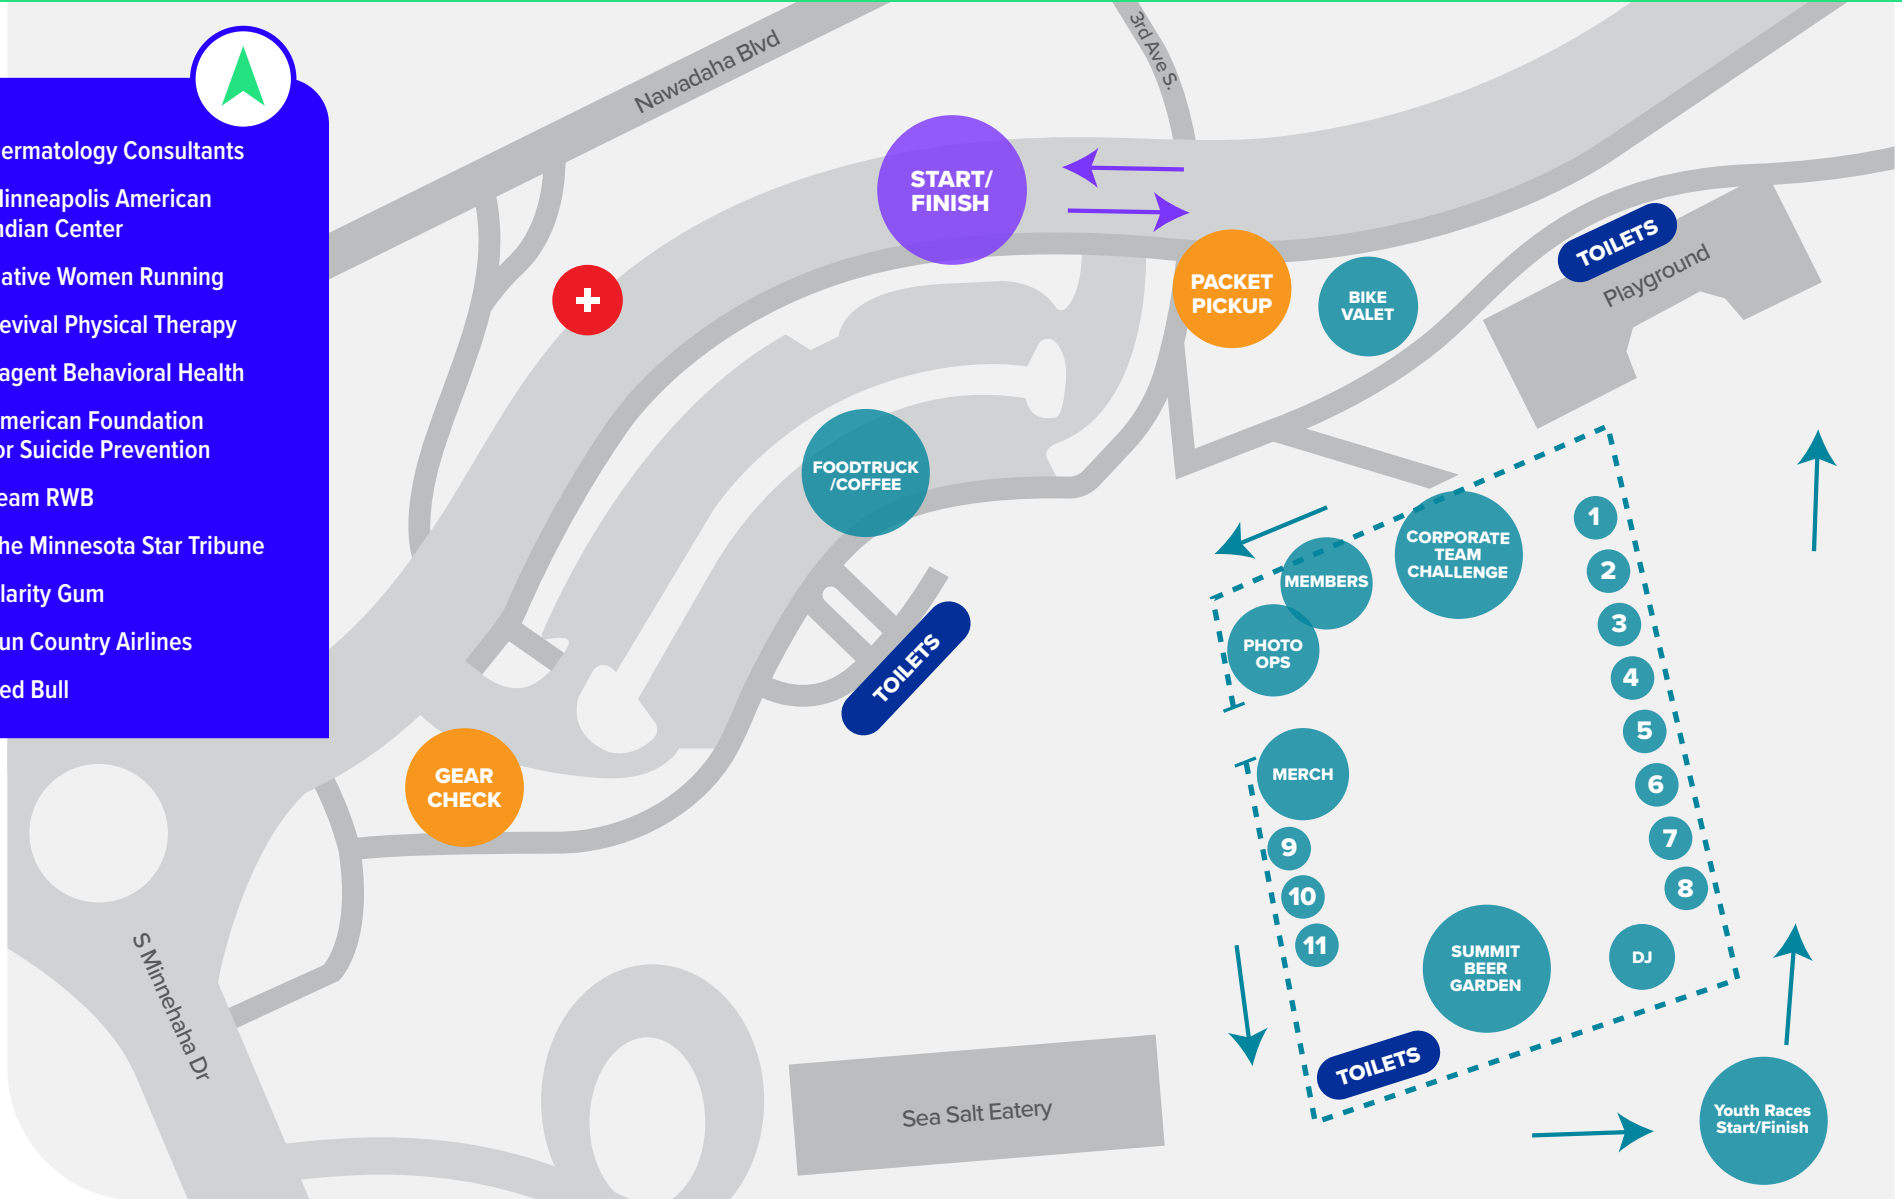 ermatology Consultants
inneapolis American
ndian Center
ative Women Running
evival Physical Therapy
agent Behavioral Health
merican Foundation
or Suicide Prevention
eam RWB
he Minnesota Star Tribune
larity Gum
un Country Airlines
ed Bull
Nawadaha Blvd
3rd Ave S.
START/
FINISH
PACKET
PICKUP
BIKE
VALET
TOILETS
Playground
FOODTRUCK
/COFFEE
CORPORATE
TEAM
CHALLENGE
MEMBERS
PHOTO
OPS
TOILETS
MERCH
GEAR
CHECK
1
2
3
4
5
6
7
8
9
10
11
SUMMIT
BEER
GARDEN
DJ
TOILETS
S Minnehaha Dr
Sea Salt Eatery
Youth Races
Start/Finish